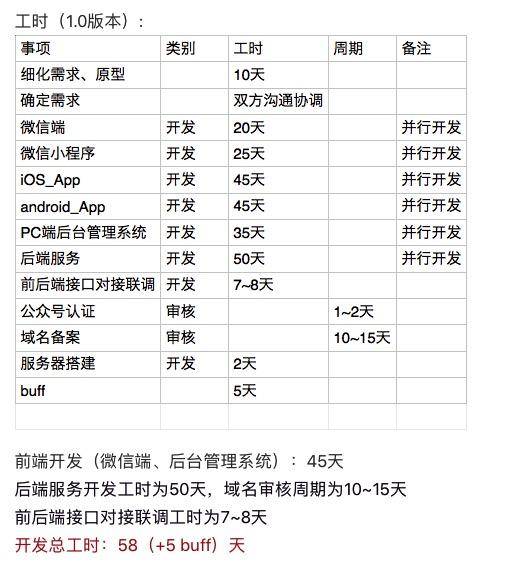 工时（1.0版本）:
事项 类别 工时 周期 备注
细化需求、原型 10天
确定需求 双方沟通协调
微信端 开发 20天 并行开发
微信小程序 开发 25天 并行开发
iOS_App 开发 45天 并行开发
android_App 开发 45天 并行开发
PC端后台管理系统 开发 35天 并行开发
后端服务 开发 50天 并行开发
前后端接口对接联调 开发 7~8天
公众号认证 审核 1~2天
域名备案 审核 10~15天
服务器搭建 开发 2天
buff 5天
前端开发（微信端、后台管理系统）：45天
后端服务开发工时为50天，域名审核周期为10~15天
前后端接口对接联调工时为7~8天
开发总工时：58（+5 buff）天